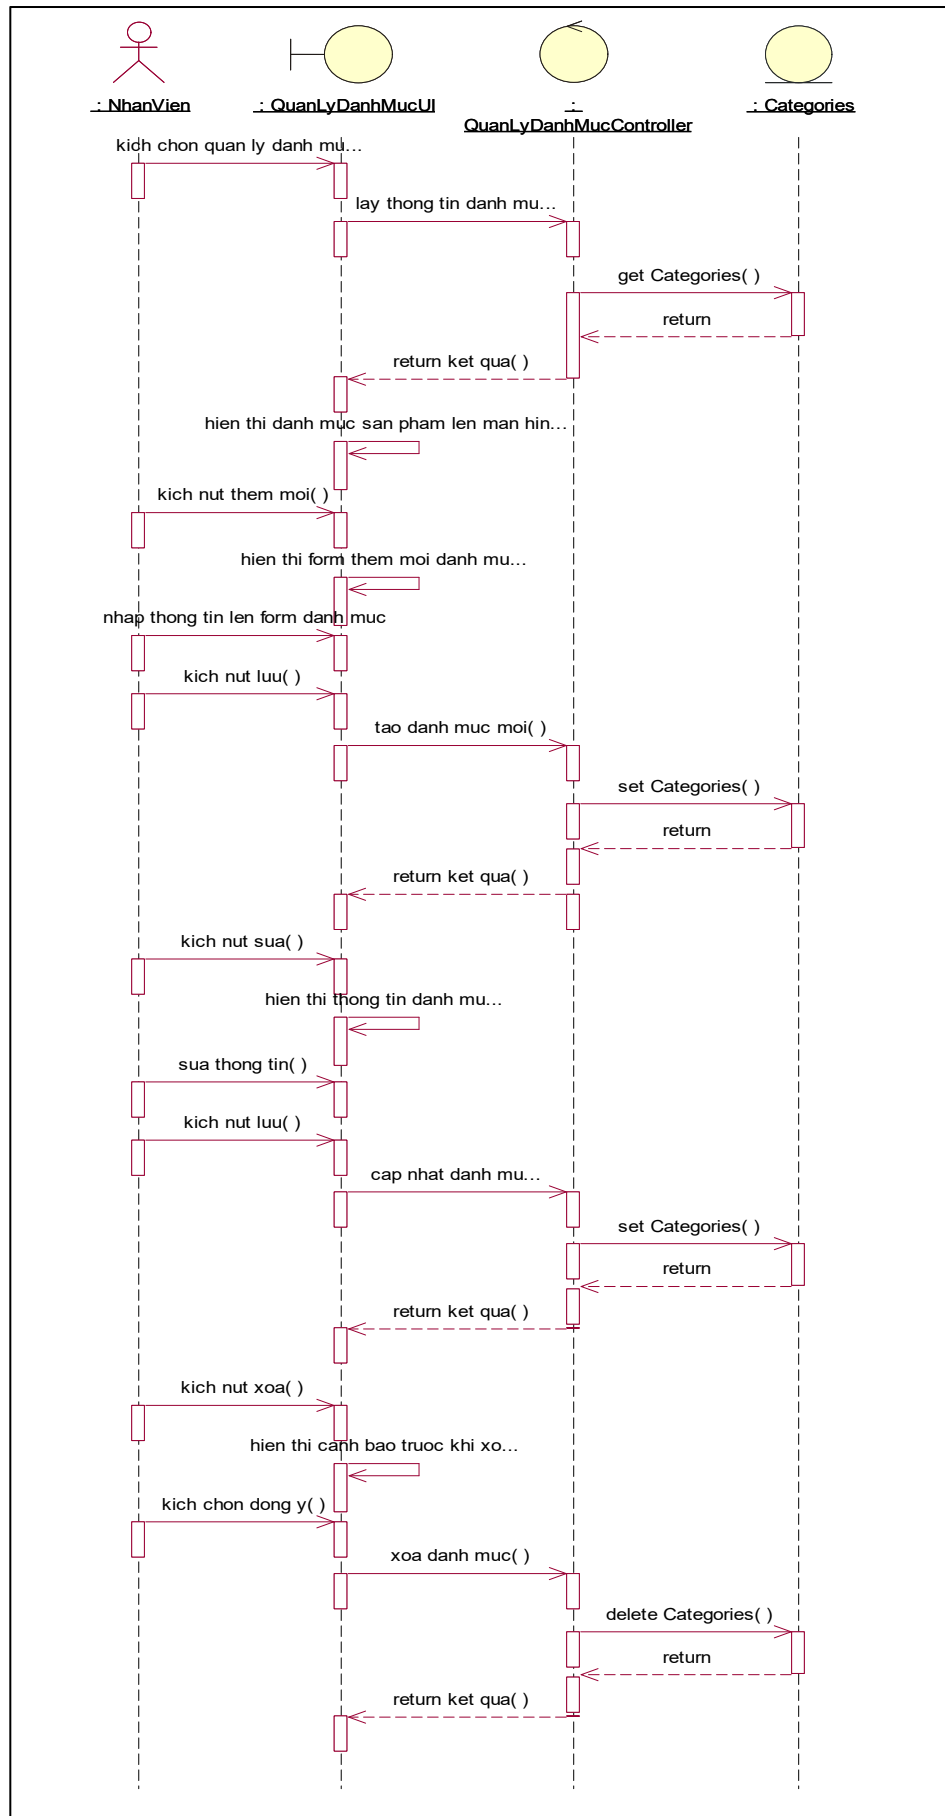 : NhanVien
: QuanLyDanhMucUI
:
QuanLyDanhMucController
: Categories
kich chon quan ly danh mu...
lay thong tin danh mu...
get Categories( )
return
return ket qua( )
hien thi danh muc san pham len man hin...
kich nut them moi( )
hien thi form them moi danh mu...
nhap thong tin len form danh muc
kich nut luu( )
tao danh muc moi( )
set Categories( )
return
return ket qua( )
kich nut sua( )
hien thi thong tin danh mu...
sua thong tin( )
kich nut luu( )
cap nhat danh mu...
set Categories( )
return
return ket qua( )
kich nut xoa( )
hien thi canh bao truoc khi xo...
kich chon dong y( )
xoa danh muc( )
delete Categories( )
return
return ket qua( )